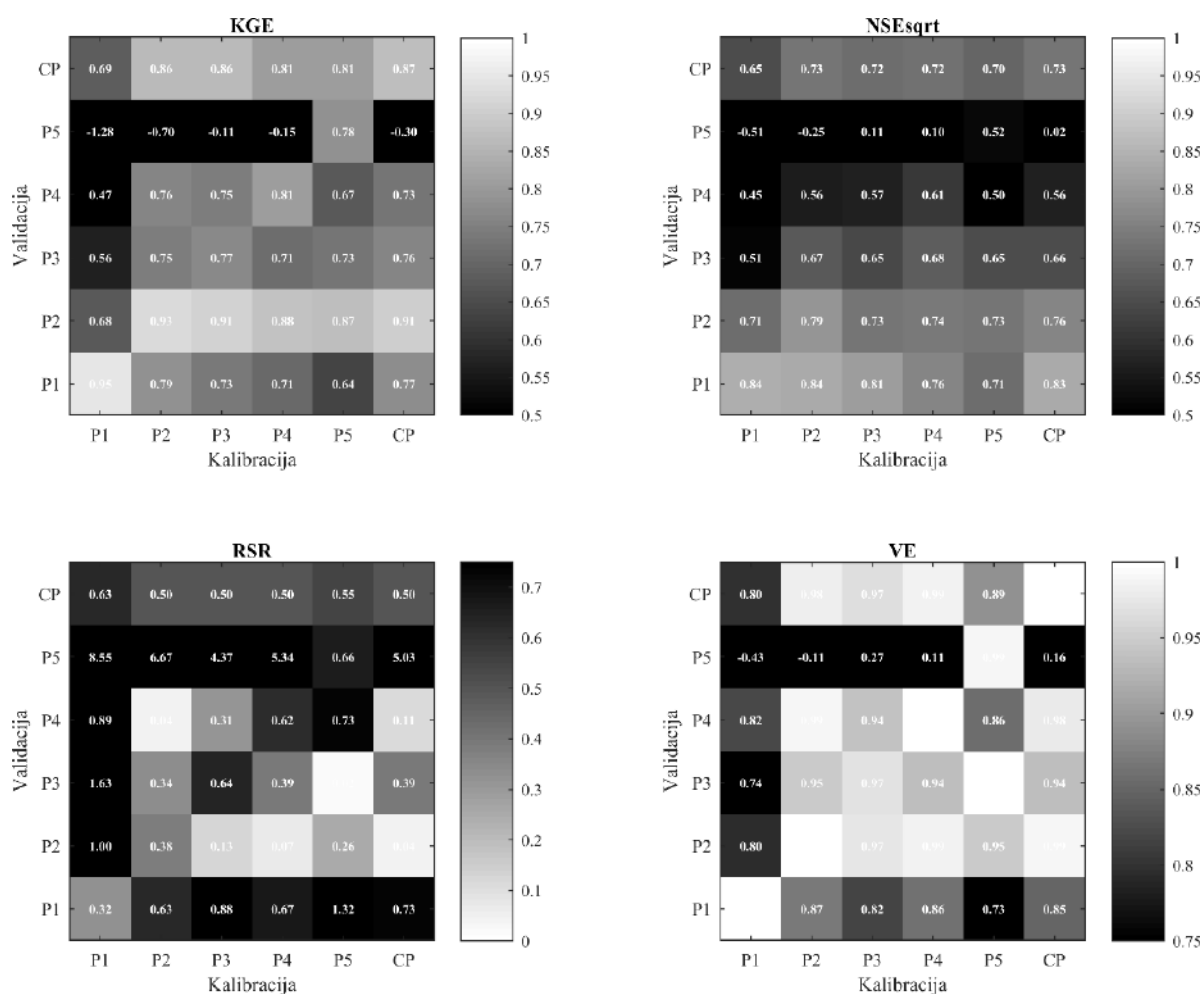 KGE
CP 0.69 0.86 0.86 0.81 0.81 0.87
P5 -1.28 -0.70 -0.11 -0.15 0.78 -0.30
P4 0.47 0.76 0.75 0.81 0.67 0.73
P3 0.56 0.75 0.77 0.71 0.73 0.76
P2 0.68 0.93 0.91 0.88 0.87 0.91
P1 0.95 0.79 0.73 0.71 0.64 0.77
P1 P2 P3 P4 P5 CP
Kalibracija
Validacija
1
0.95
0.9
0.85
0.8
0.75
0.7
0.65
0.6
0.55
0.5
NSEsqrt
CP 0.65 0.73 0.72 0.72 0.70 0.73
P5 -0.51 -0.25 0.11 0.10 0.52 0.02
P4 0.45 0.56 0.57 0.61 0.50 0.56
P3 0.51 0.67 0.65 0.68 0.65 0.66
P2 0.71 0.79 0.73 0.74 0.73 0.76
P1 0.84 0.84 0.81 0.76 0.71 0.83
P1 P2 P3 P4 P5 CP
Kalibracija
Validacija
1
0.95
0.9
0.85
0.8
0.75
0.7
0.65
0.6
0.55
0.5
RSR
CP 0.63 0.50 0.50 0.50 0.55 0.50
P5 8.55 6.67 4.37 5.34 0.66 5.03
P4 0.89 0.31 0.62 0.73 0.11
P3 1.63 0.34 0.64 0.39 0.39
P2 1.00 0.38 0.13 0.07 0.26
P1 0.32 0.63 0.88 0.67 1.32 0.73
P1 P2 P3 P4 P5 CP
Kalibracija
Validacija
0.7
0.6
0.5
0.4
0.3
0.2
0.1
0
VE
CP 0.80 0.98 0.97 0.99 0.89
P5 -0.43 -0.11 0.27 0.11 0.16
P4 0.82 0.94 0.86 0.98
P3 0.74 0.95 0.97 0.94 0.94
P2 0.80 0.97 0.99 0.95
P1 0.87 0.82 0.86 0.73 0.85
P1 P2 P3 P4 P5 CP
Kalibracija
Validacija
1
0.95
0.9
0.85
0.8
0.75